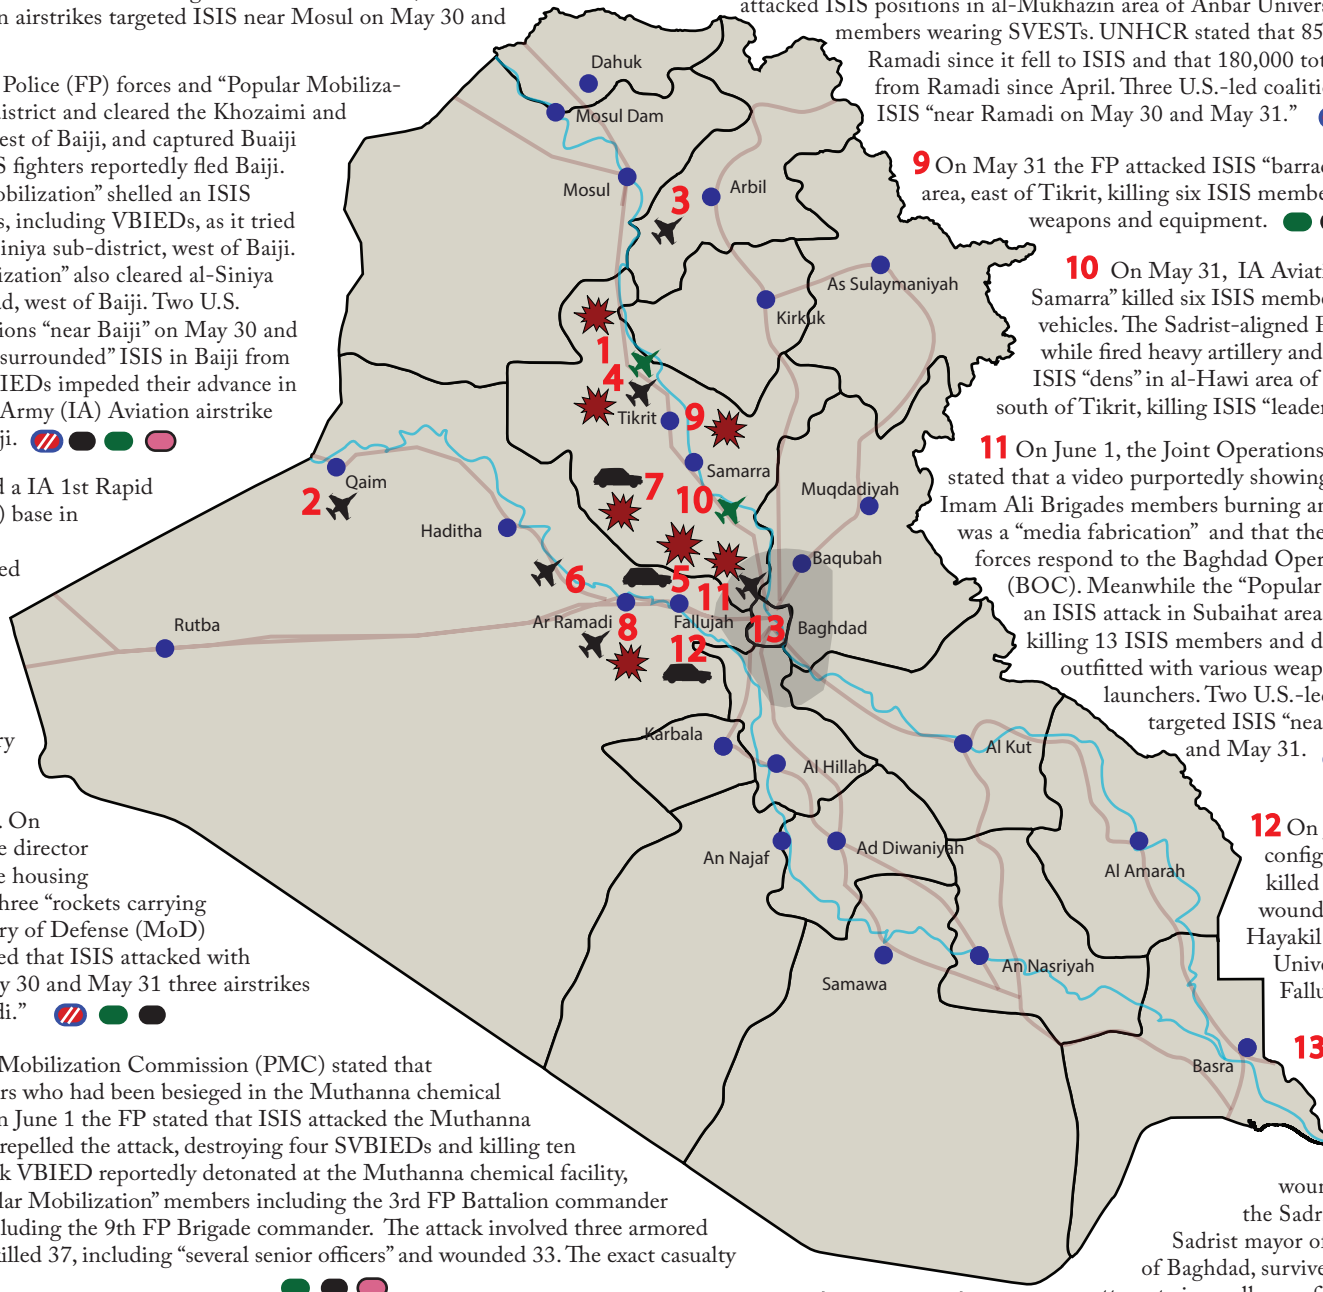 n airstrikes targeted ISIS near Mosul on May 30 and
Police (FP) forces and “Popular Mobiliza-
istrict and cleared the Khozaimi and
est of Baiji, and captured Buaiji
S fighters reportedly fled Baiji.
obilization” shelled an ISIS
s, including VBIEDs, as it tried
iniya sub-district, west of Baiji.
ization” also cleared al-Siniya
ad, west of Baiji. Two U.S.
ions “near Baiji” on May 30 and
surrounded” ISIS in Baiji from
IEDs impeded their advance in
Army (IA) Aviation airstrike
ji.
d a IA 1st Rapid
) base in
ed
ry
. On
e director
e housing
hree “rockets carrying
ry of Defense (MoD)
ed that ISIS attacked with
y 30 and May 31 three airstrikes
di.”
Mobilization Commission (PMC) stated that
rs who had been besieged in the Muthanna chemical
n June 1 the FP stated that ISIS attacked the Muthanna
repelled the attack, destroying four SVBIEDs and killing ten
k VBIED reportedly detonated at the Muthanna chemical facility,
lar Mobilization” members including the 3rd FP Battalion commander
cluding the 9th FP Brigade commander. The attack involved three armored
illed 37, including “several senior officers” and wounded 33. The exact casualty
Dahuk
Mosul Dam
Mosul
3
Arbil
As Sulaymaniyah
Kirkuk
1
4
Tikrit
9
Samarra
7
10
Muqdadiyah
Qaim
2
Haditha
Baqubah
6
5
11
Ar Ramadi
8
Fallujah
13
Baghdad
12
Rutba
Karbala
Al Kut
Al Hillah
An Najaf
Ad Diwaniyah
Al Amarah
Samawa
An Nasriyah
Basra
attacked ISIS positions in al-Mukhazin area of Anbar Univers
members wearing SVESTs. UNHCR stated that 85
Ramadi since it fell to ISIS and that 180,000 tot
from Ramadi since April. Three U.S.-led coaliti
ISIS “near Ramadi on May 30 and May 31.”
9 On May 31 the FP attacked ISIS “barrac
area, east of Tikrit, killing six ISIS membe
weapons and equipment.
10 On May 31, IA Aviati
Samarra” killed six ISIS membe
vehicles. The Sadrist-aligned P
while fired heavy artillery and
ISIS “dens” in al-Hawi area of
south of Tikrit, killing ISIS “leader
11 On June 1, the Joint Operations
stated that a video purportedly showing
Imam Ali Brigades members burning an
was a “media fabrication” and that the
forces respond to the Baghdad Oper
(BOC). Meanwhile the “Popular
an ISIS attack in Subaihat area
killing 13 ISIS members and d
outfitted with various weap
launchers. Two U.S.-led
targeted ISIS “nea
and May 31.
12 On
config
killed
wound
Hayakil
Unive
Fallu
13
wour
the Sadr
Sadrist mayor of
of Baghdad, survive